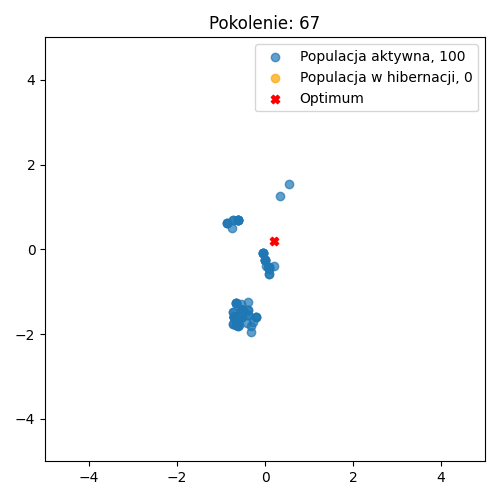 Pokolenie: 67
Populacja aktywna, 100
Populacja w hibernacji, 0
Optimum
4
2
0
−2
−4
−4 −2 0 2 4